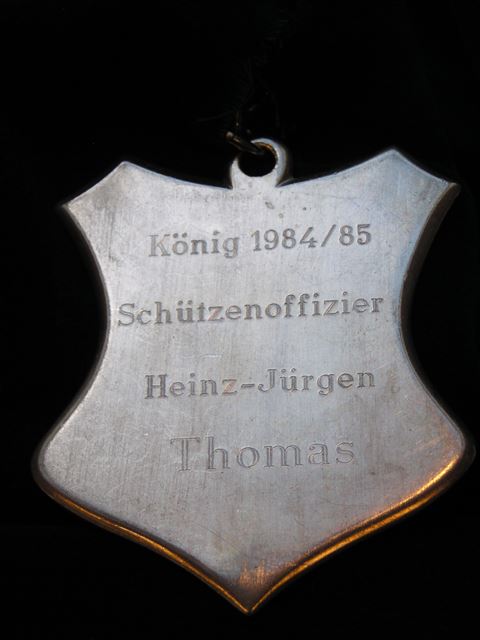 König 1984/85
Schützenoffizier
Heinz-Jürgen
Thomas